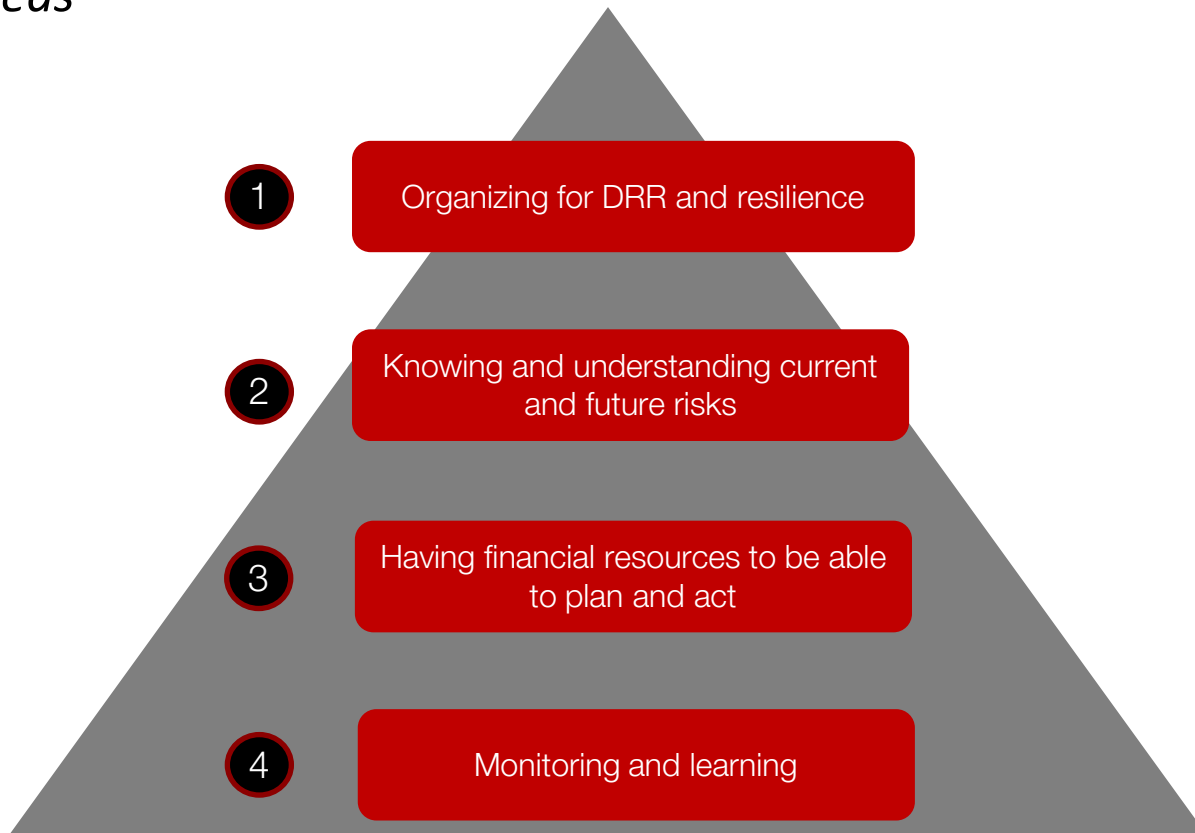 1
Organizing for DRR and resilience
2
Knowing and understanding current
and future risks
3
Having financial resources to be able
to plan and act
4
Monitoring and learning